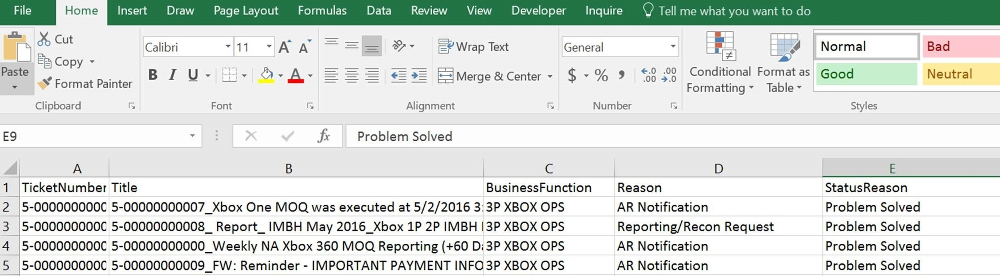 File Home Insert Draw Page Layout Formulas Data Review View Developer Inquire Tell me what you want to do
Cut
Copy
Format Painter
Paste
Clipboard
Calibri 11 A A
B I U A
Font
Wrap Text
Merge & Center
Alignment
General
$ % , .0 .00 .00 .0
Number
Conditional Formatting
Format as Table
Normal Bad
Good Neutral
Styles
E9 fx Problem Solved
A B C D E
1 TicketNumber Title BusinessFunction Reason StatusReason
2 5-0000000000 5-00000000007_Xbox One MOQ was executed at 5/2/2016 3: 3P XBOX OPS AR Notification Problem Solved
3 5-0000000000 5-00000000008_ Report_ IMBH May 2016_Xbox 1P 2P IMBH 3P XBOX OPS Reporting/Recon Request Problem Solved
4 5-0000000000 5-00000000000_Weekly NA Xbox 360 MOQ Reporting (+60 Da 3P XBOX OPS AR Notification Problem Solved
5 5-0000000000 5-00000000009_FW: Reminder - IMPORTANT PAYMENT INFO 3P XBOX OPS AR Notification Problem Solved